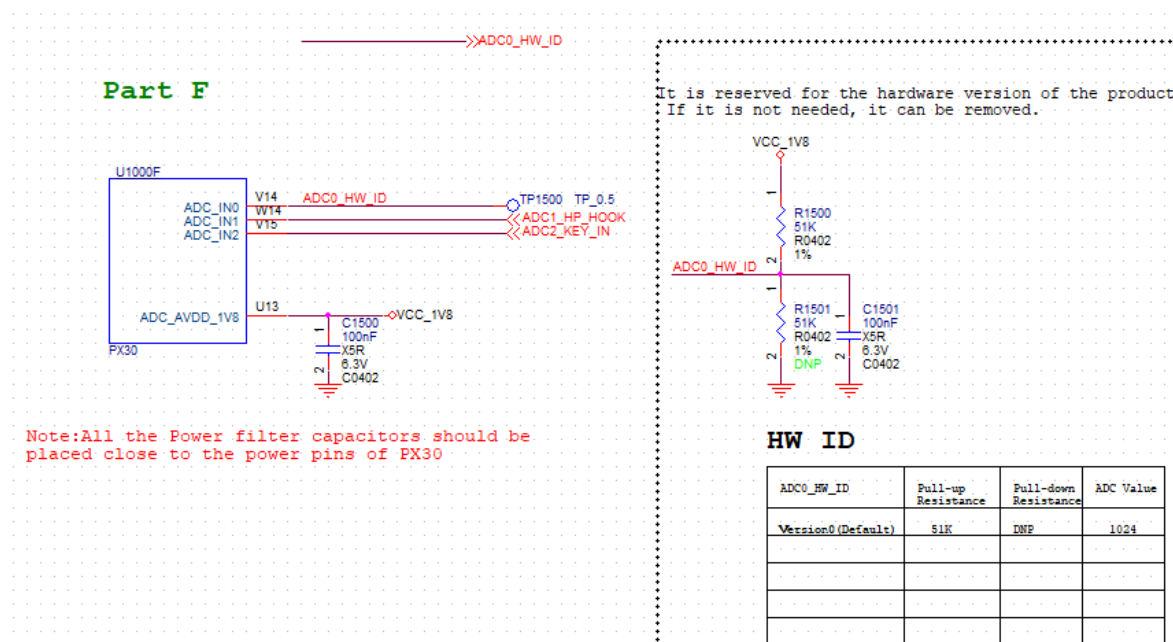 ADC0_HW_ID
Part F
It is reserved for the hardware version of the product
If it is not needed, it can be removed.
VCC_1V8
U1000F
ADC_IN0
ADC_IN1
ADC_IN2
V14
W14
V15
ADC0_HW_ID
TP1500 TP_0.5
ADC1_HP_HOOK
ADC2_KEY_IN
ADC_AVDD_1V8
U13
VCC_1V8
1
C1500
100nF
X5R
6.3V
C0402
2
PX30
1
R1500
51K
R0402
1%
2
ADC0_HW_ID
1
R1501
51K
R0402
1%
DNP
2
1
C1501
100nF
X5R
6.3V
C0402
2
Note:All the Power filter capacitors should be
placed close to the power pins of PX30
HW ID
ADC0_HW_ID Pull-up Resistance Pull-down Resistance ADC Value
Version0(Default) 51K DNP 1024